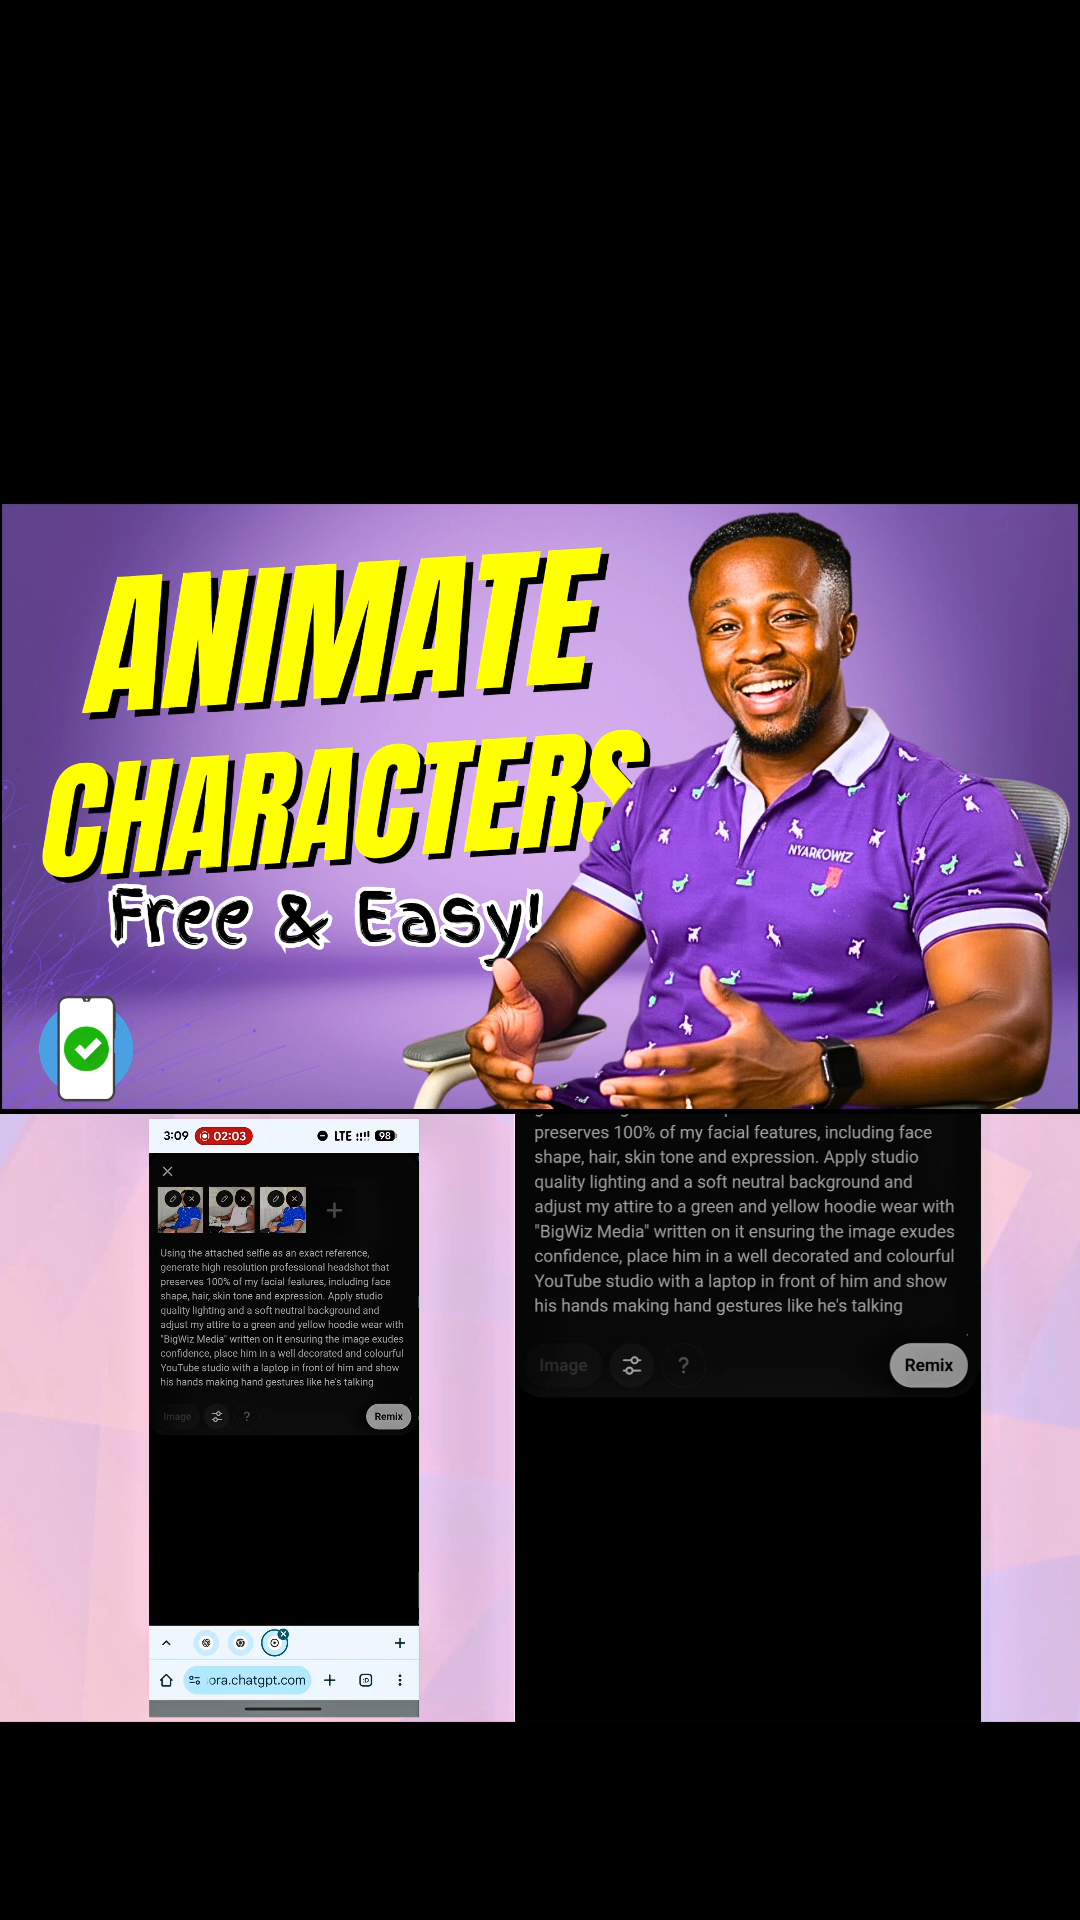 ANIMATE
CHARACTERS
Free & Easy!
NYARKOWIZ
3:09 02:03 LTE 98
Using the attached selfie as an exact reference,
generate high resolution professional headshot that
preserves 100% of my facial features, including face
shape, hair, skin tone and expression. Apply studio
quality lighting and a soft neutral background and
adjust my attire to a green and yellow hoodie wear with
"BigWiz Media" written on it ensuring the image exudes
confidence, place him in a well decorated and colourful
YouTube studio with a laptop in front of him and show
his hands making hand gestures like he's talking
Image ? Remix
:D
ora.chatgpt.com
preserves 100% of my facial features, including face
shape, hair, skin tone and expression. Apply studio
quality lighting and a soft neutral background and
adjust my attire to a green and yellow hoodie wear with
"BigWiz Media" written on it ensuring the image exudes
confidence, place him in a well decorated and colourful
YouTube studio with a laptop in front of him and show
his hands making hand gestures like he's talking
Image ? Remix